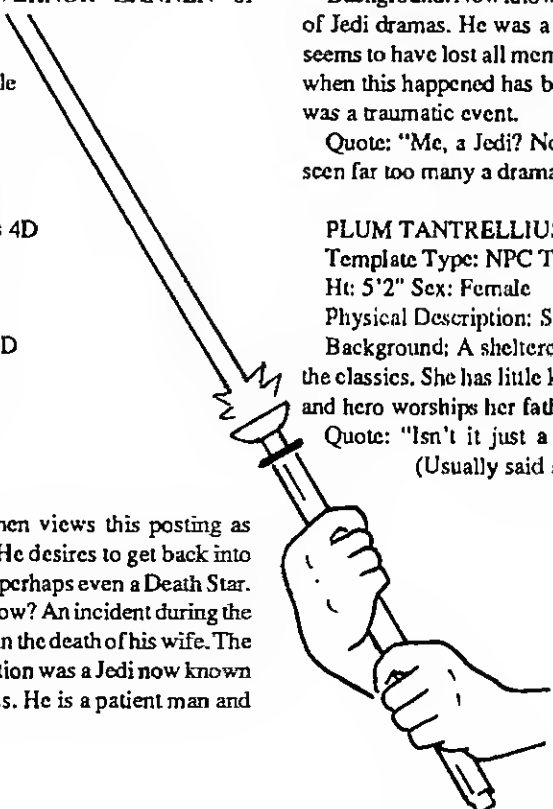 le
s 4D
D
hen views this posting as
He desires to get back into
perhaps even a Death Star.
ow? An incident during the
in the death of his wife. The
tion was a Jedi now known
s. He is a patient man and
of Jedi dramas. He was a
seems to have lost all mem
when this happened has b
was a traumatic event.
Quote: "Me, a Jedi? No
seen far too many a drama
PLUM TANTRELLIUS
Template Type: NPC T
Ht: 5'2" Sex: Female
Physical Description: S
Background; A sheltere
the classics. She has little k
and hero worships her fath
Quote: "Isn't it just a
(Usually said a